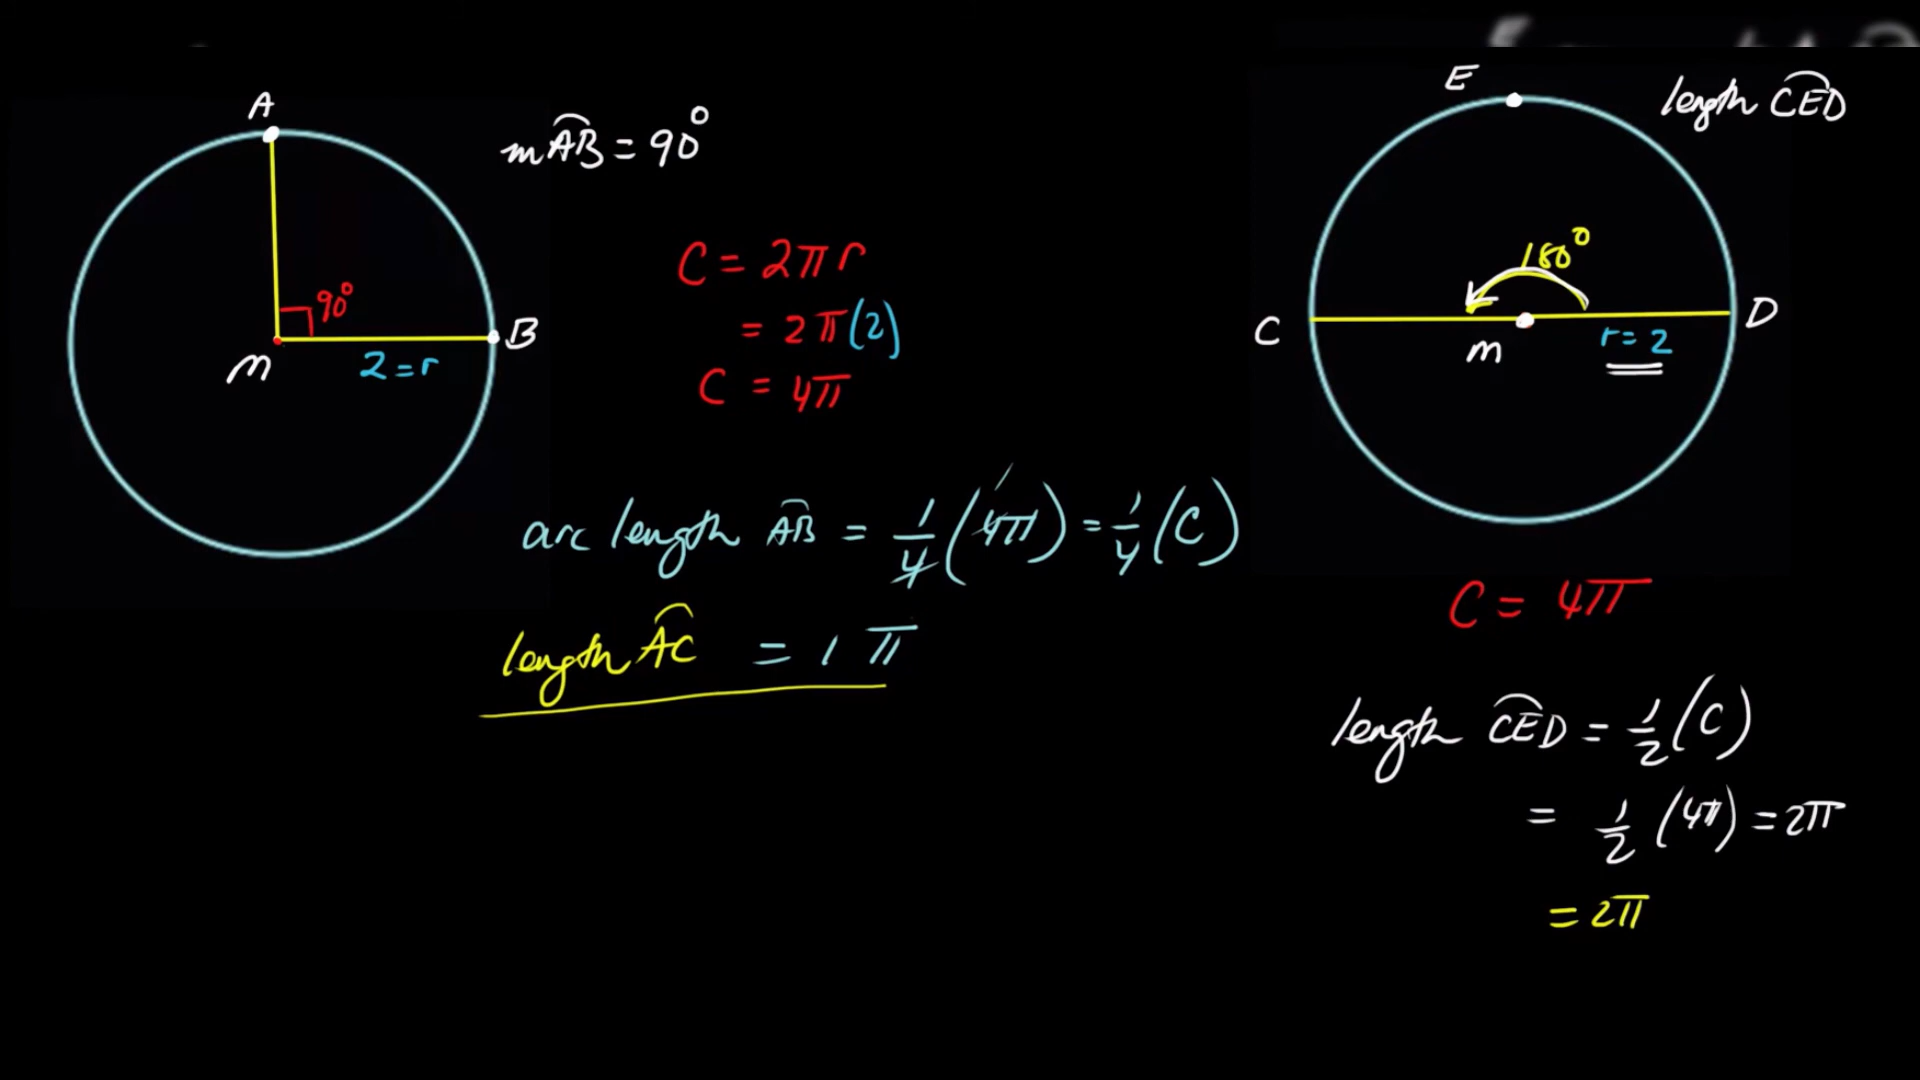 A
m AB = 90°
90°
M
2 = r
B
C = 2πr
= 2π(2)
C = 4π
arc length AB = 1/4 (4π) = 1/4 (C)
length AC = 1 π
E
length CED
180°
C
m
r = 2
D
C = 4π
length CED = 1/2 (C)
= 1/2 (4π) = 2π
= 2π